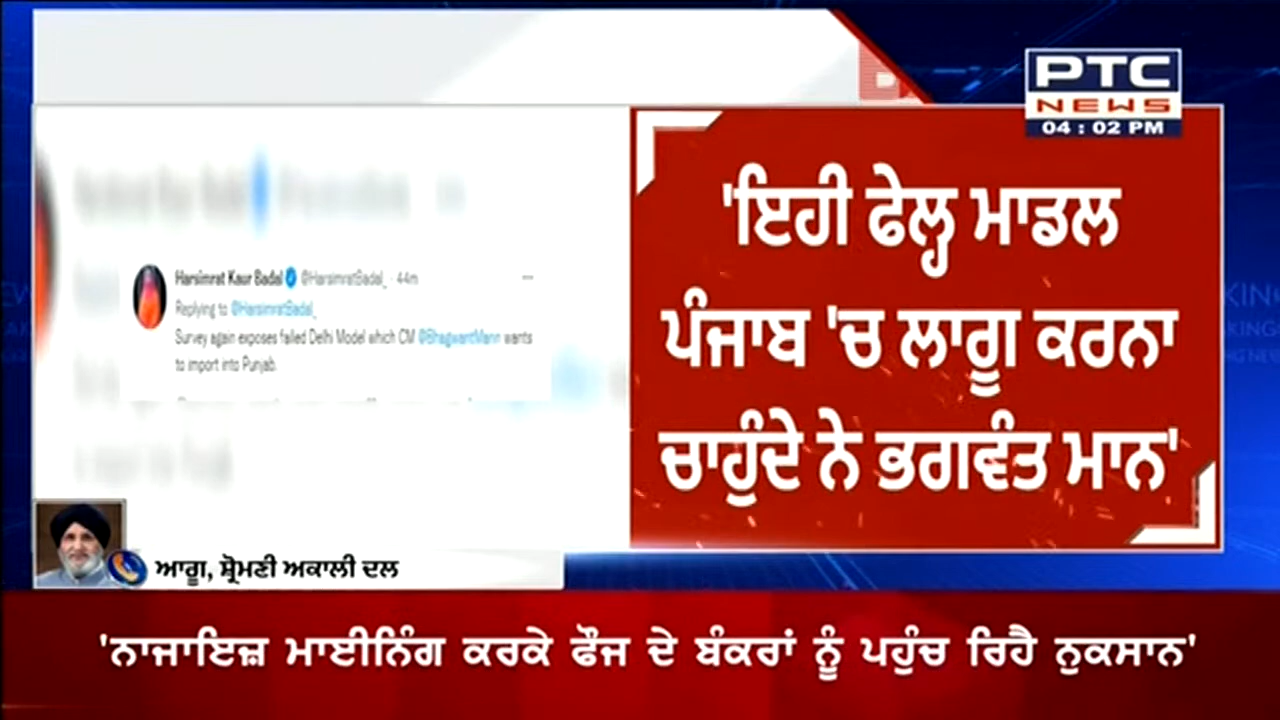 PTC
NEWS
04 : 02 PM
'ਇਹੀ ਫੇਲ੍ਹ ਮਾਡਲ
ਪੰਜਾਬ 'ਚ ਲਾਗੂ ਕਰਨਾ
ਚਾਹੁੰਦੇ ਨੇ ਭਗਵੰਤ ਮਾਨ'
Harsimrat Kaur Badal @HarsimratBadal_ · 44m
Replying to @HarsimratBadal_
Survey again exposes failed Delhi Model which CM @BhagwantMann wants
to import into Punjab.
ਆਗੂ, ਸ਼੍ਰੋਮਣੀ ਅਕਾਲੀ ਦਲ
'ਨਾਜਾਇਜ਼ ਮਾਈਨਿੰਗ ਕਰਕੇ ਫੌਜ ਦੇ ਬੰਕਰਾਂ ਨੂੰ ਪਹੁੰਚ ਰਿਹੈ ਨੁਕਸਾਨ'